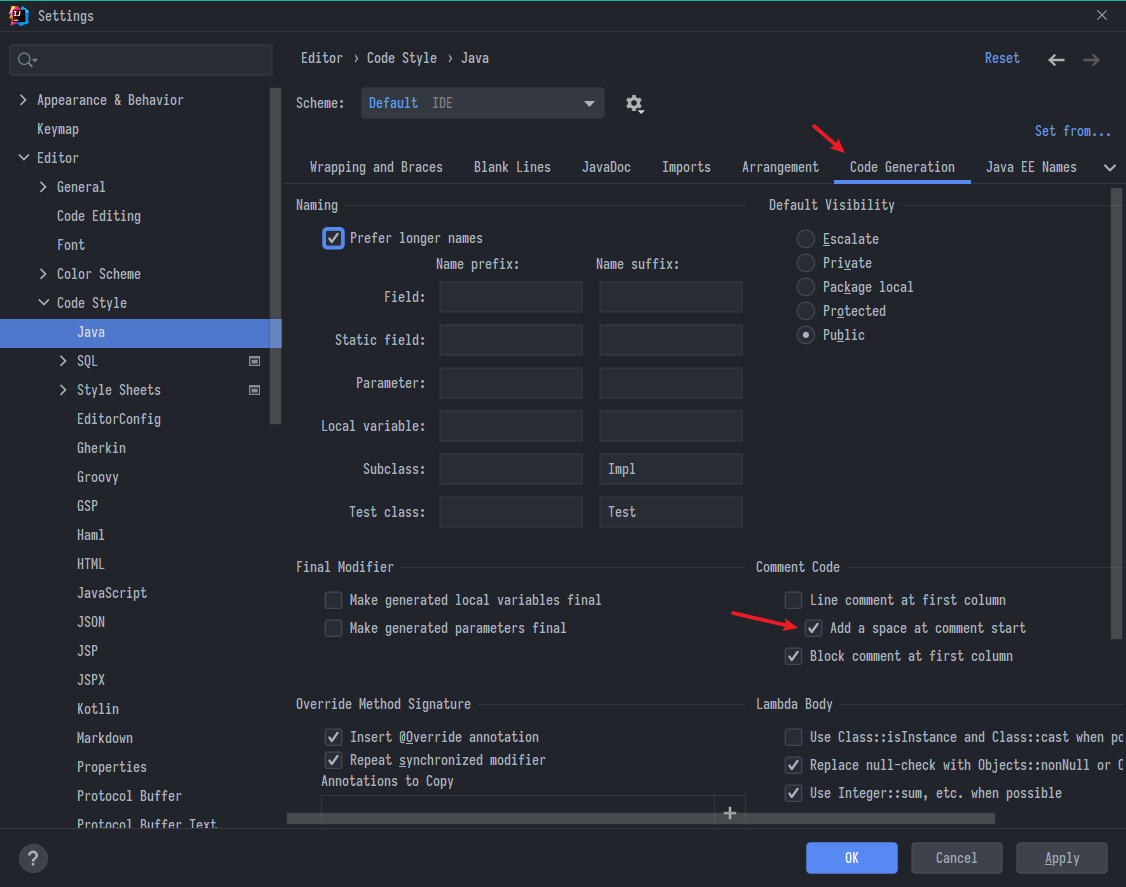 Settings
Editor › Code Style › Java
Reset
Scheme: Default IDE
Set from...
Wrapping and Braces Blank Lines JavaDoc Imports Arrangement Code Generation Java EE Names
Appearance & Behavior
Keymap
Editor
General
Code Editing
Font
Color Scheme
Code Style
Java
SQL
Style Sheets
EditorConfig
Gherkin
Groovy
GSP
Haml
HTML
JavaScript
JSON
JSP
JSPX
Kotlin
Markdown
Properties
Protocol Buffer
Protocol Buffer Text
Naming
Prefer longer names
Name prefix: Name suffix:
Field:
Static field:
Parameter:
Local variable:
Subclass: Impl
Test class: Test
Default Visibility
Escalate
Private
Package local
Protected
Public
Final Modifier
Make generated local variables final
Make generated parameters final
Comment Code
Line comment at first column
Add a space at comment start
Block comment at first column
Override Method Signature
Insert @Override annotation
Repeat synchronized modifier
Annotations to Copy
Lambda Body
Use Class::isInstance and Class::cast when
Replace null-check with Objects::nonNull or
Use Integer::sum, etc. when possible
?
OK
Cancel
Apply